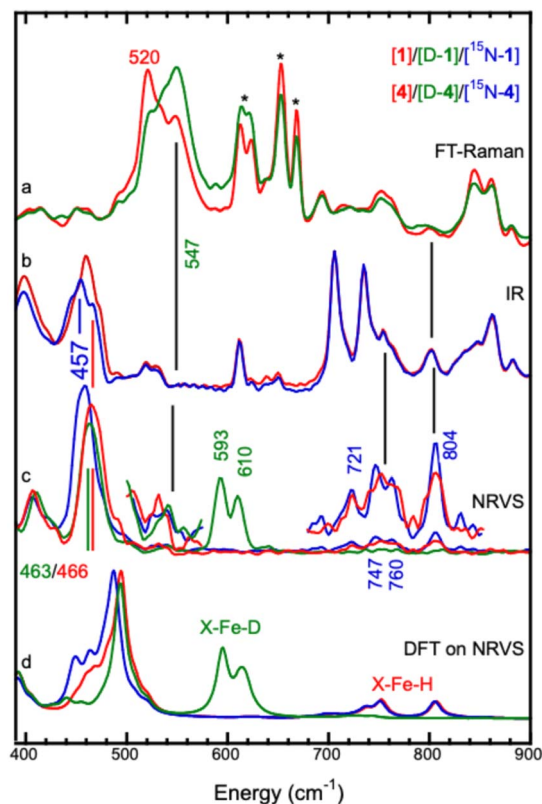 520
[1]/[D-1]/[¹⁵N-1]
[4]/[D-4]/[¹⁵N-4]
* * *
FT-Raman
a
547
b
IR
457
593
610
721
804
c
NRVS
463/466
747
760
X-Fe-D
DFT on NRVS
d
X-Fe-H
400 500 600 700 800 900
Energy (cm⁻¹)